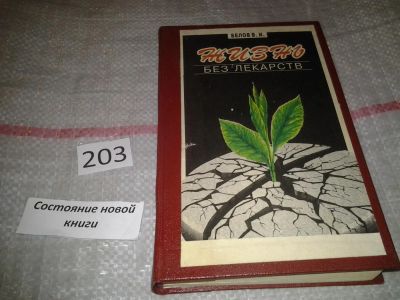 БЕЛОВ В. И.
ЖИЗНЬ
БЕЗ ЛЕКАРСТВ
203
Состояние новой
книги